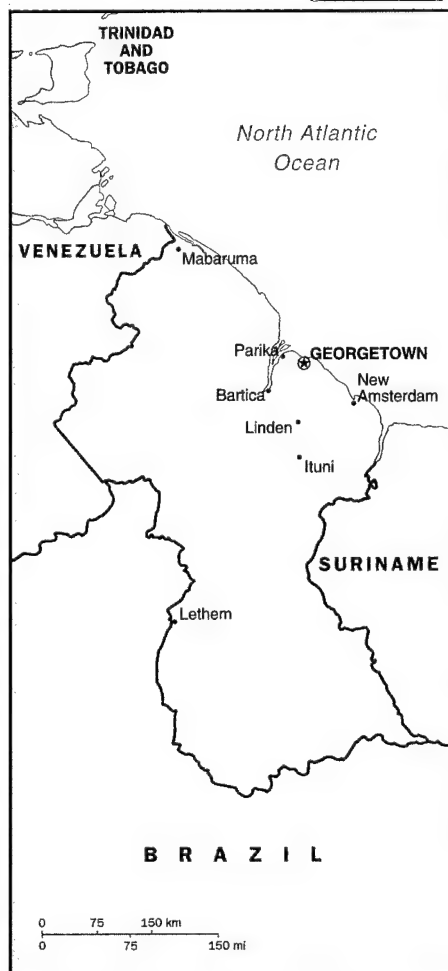 TRINIDAD
AND
TOBAGO
North Atlantic
Ocean
VENEZUELA
Mabaruma
Parika
GEORGETOWN
Bartica
New
Amsterdam
Linden
Ituni
SURINAME
Lethem
BRAZIL
0 75 150 km
0 75 150 mi